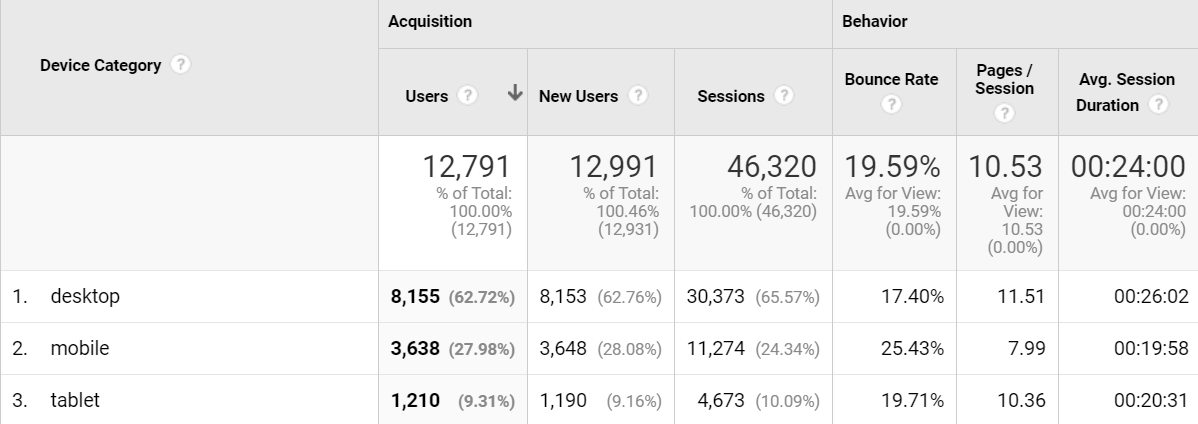 Acquisition
Behavior
Device Category ?
Users ?
New Users ?
Sessions ?
Bounce Rate
?
Pages /
Session
?
Avg. Session
Duration ?
12,791
% of Total:
100.00%
(12,791)
12,991
% of Total:
100.46%
(12,931)
46,320
% of Total:
100.00% (46,320)
19.59%
Avg for View:
19.59%
(0.00%)
10.53
Avg for
View:
10.53
(0.00%)
00:24:00
Avg for View:
00:24:00
(0.00%)
1. desktop 8,155 (62.72%) 8,153 (62.76%) 30,373 (65.57%) 17.40% 11.51 00:26:02
2. mobile 3,638 (27.98%) 3,648 (28.08%) 11,274 (24.34%) 25.43% 7.99 00:19:58
3. tablet 1,210 (9.31%) 1,190 (9.16%) 4,673 (10.09%) 19.71% 10.36 00:20:31